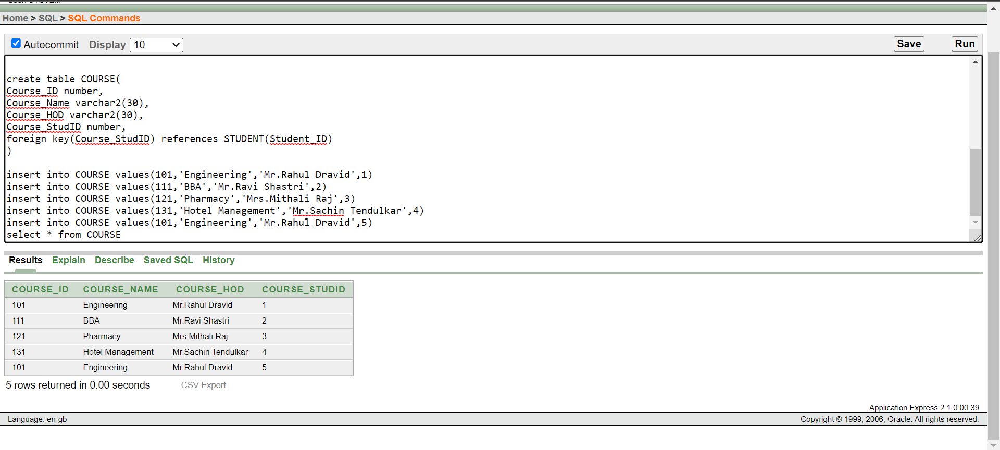 Home > SQL > SQL Commands
Autocommit Display 10 Save Run
create table COURSE(
Course_ID number,
Course_Name varchar2(30),
Course_HOD varchar2(30),
Course_StudID number,
foreign key(Course_StudID) references STUDENT(Student_ID)
)
insert into COURSE values(101,'Engineering','Mr.Rahul Dravid',1)
insert into COURSE values(111,'BBA','Mr.Ravi Shastri',2)
insert into COURSE values(121,'Pharmacy','Mrs.Mithali Raj',3)
insert into COURSE values(131,'Hotel Management','Mr.Sachin Tendulkar',4)
insert into COURSE values(101,'Engineering','Mr.Rahul Dravid',5)
select * from COURSE
Results Explain Describe Saved SQL History
COURSE_ID COURSE_NAME COURSE_HOD COURSE_STUDID
101 Engineering Mr.Rahul Dravid 1
111 BBA Mr.Ravi Shastri 2
121 Pharmacy Mrs.Mithali Raj 3
131 Hotel Management Mr.Sachin Tendulkar 4
101 Engineering Mr.Rahul Dravid 5
5 rows returned in 0.00 seconds CSV Export
Application Express 2.1.0.00.39
Language: en-gb Copyright © 1999, 2006, Oracle. All rights reserved.